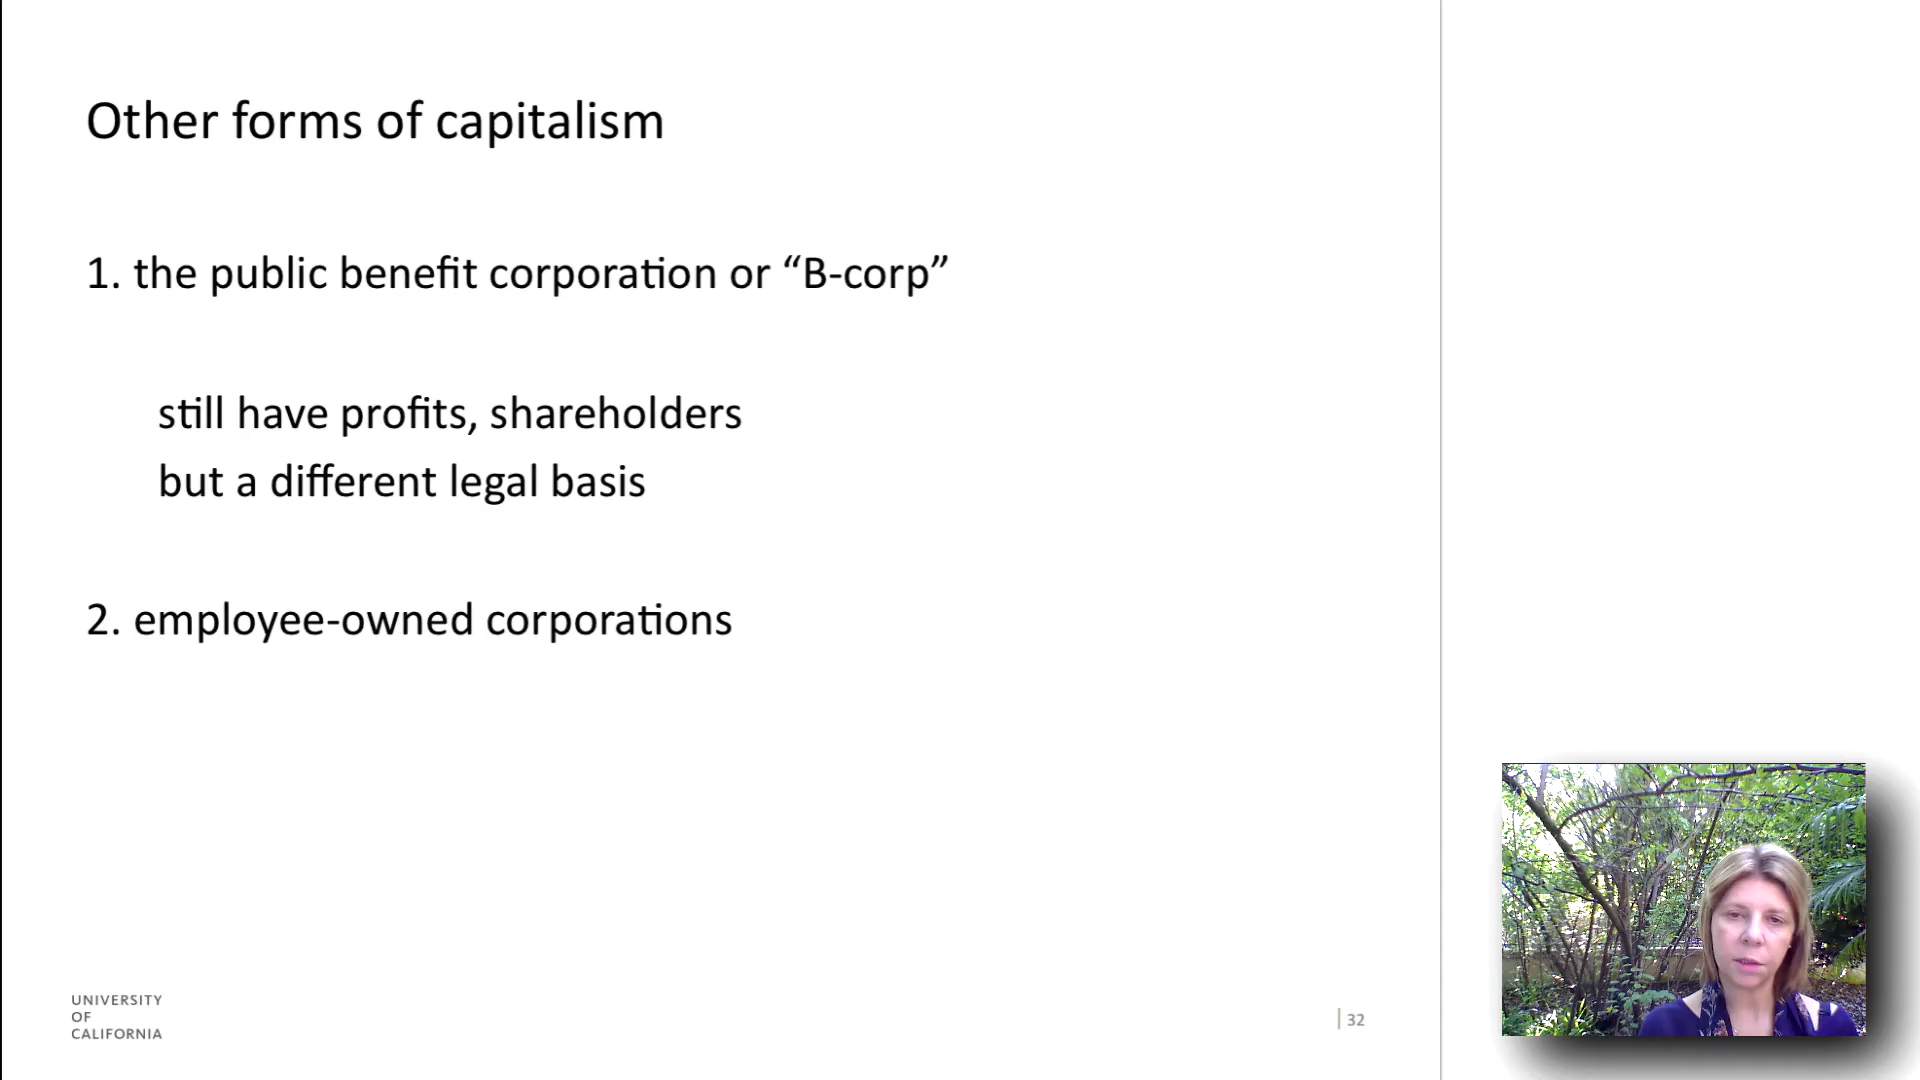 Other forms of capitalism
1. the public benefit corporation or “B-corp”
still have profits, shareholders
but a different legal basis
2. employee-owned corporations
UNIVERSITY
OF
CALIFORNIA
32